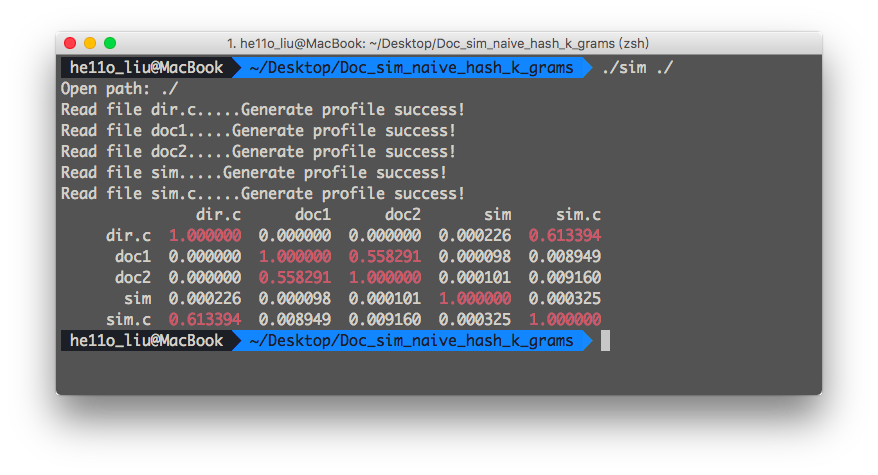 1. he11o_liu@MacBook: ~/Desktop/Doc_sim_naive_hash_k_grams (zsh)
he11o_liu@MacBook ~/Desktop/Doc_sim_naive_hash_k_grams ./sim ./
Open path: ./
Read file dir.c.....Generate profile success!
Read file doc1.....Generate profile success!
Read file doc2.....Generate profile success!
Read file sim.....Generate profile success!
Read file sim.c.....Generate profile success!
dir.c doc1 doc2 sim sim.c
dir.c 1.000000 0.000000 0.000000 0.000226 0.613394
doc1 0.000000 1.000000 0.558291 0.000098 0.008949
doc2 0.000000 0.558291 1.000000 0.000101 0.009160
sim 0.000226 0.000098 0.000101 1.000000 0.000325
sim.c 0.613394 0.008949 0.009160 0.000325 1.000000
he11o_liu@MacBook ~/Desktop/Doc_sim_naive_hash_k_grams